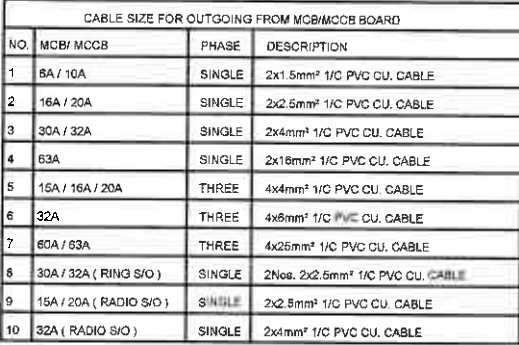 CABLE SIZE FOR OUTGOING FROM MCB/MCCB BOARD
NO. MCB/ MCCB PHASE DESCRIPTION
1 6A / 10A SINGLE 2x1.5mm² 1/C PVC CU. CABLE
2 16A / 20A SINGLE 2x2.5mm² 1/C PVC CU. CABLE
3 30A / 32A SINGLE 2x4mm² 1/C PVC CU. CABLE
4 63A SINGLE 2x16mm² 1/C PVC CU. CABLE
5 15A / 16A / 20A THREE 4x4mm² 1/C PVC CU. CABLE
6 32A THREE 4x6mm² 1/C PVC CU. CABLE
7 60A / 63A THREE 4x25mm² 1/C PVC CU. CABLE
8 30A / 32A ( RING S/O ) SINGLE 2Nos. 2x2.5mm² 1/C PVC CU. CABLE
9 15A / 20A ( RADIO S/O ) SINGLE 2x2.5mm² 1/C PVC CU. CABLE
10 32A ( RADIO S/O ) SINGLE 2x4mm² 1/C PVC CU. CABLE